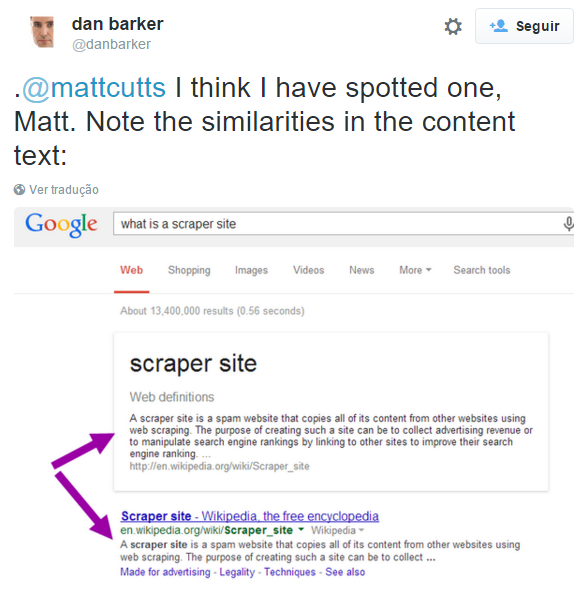 dan barker
@danbarker
Seguir
.@mattcutts I think I have spotted one,
Matt. Note the similarities in the content
text:
Ver tradução
Google
what is a scraper site
Web Shopping Images Videos News More Search tools
About 13,400,000 results (0.56 seconds)
scraper site
Web definitions
A scraper site is a spam website that copies all of its content from other websites using
web scraping. The purpose of creating such a site can be to collect advertising revenue or
to manipulate search engine rankings by linking to other sites to improve their search
engine ranking. ...
http://en.wikipedia.org/wiki/Scraper_site
Scraper site - Wikipedia, the free encyclopedia
en.wikipedia.org/wiki/Scraper_site Wikipedia
A scraper site is a spam website that copies all of its content from other websites using
web scraping. The purpose of creating such a site can be to collect ...
Made for advertising - Legality - Techniques - See also